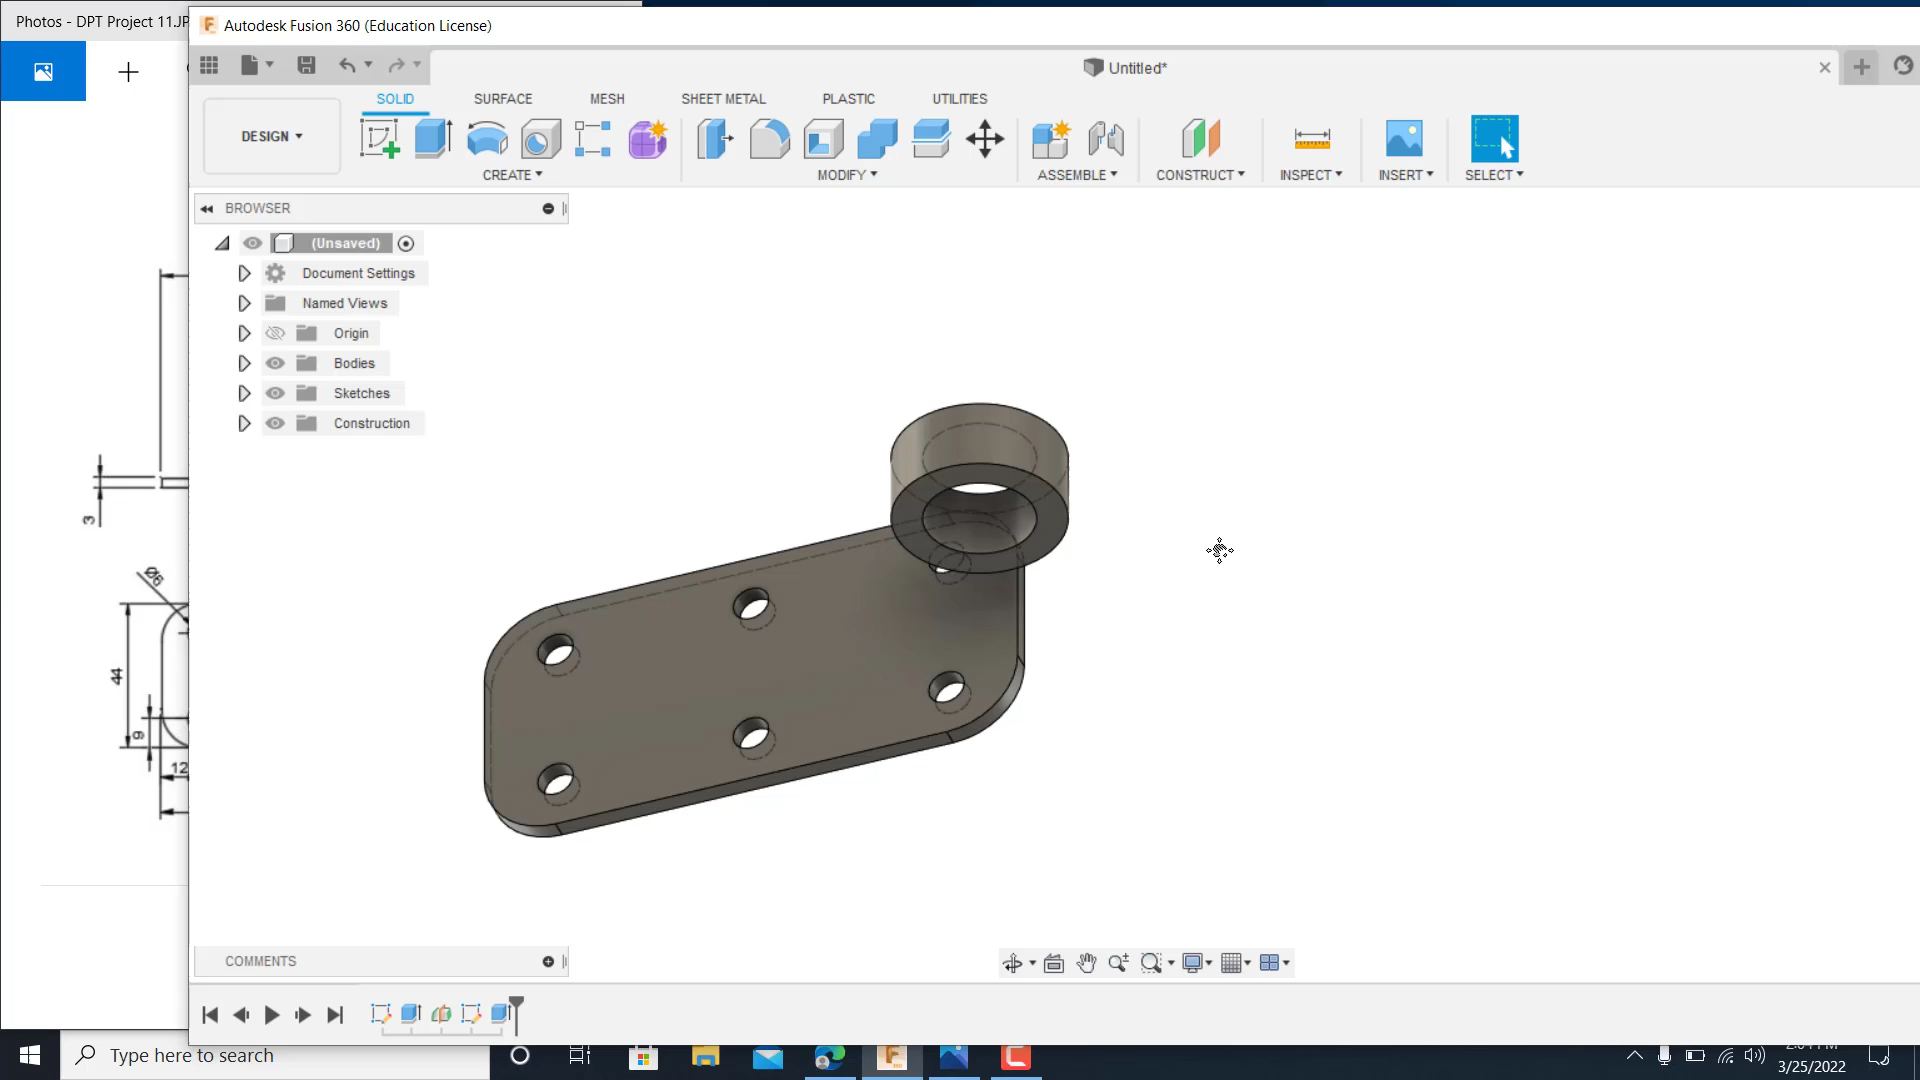 Photos - DPT Project 11.JP
Autodesk Fusion 360 (Education License)
Untitled*
SOLID
SURFACE
MESH
SHEET METAL
PLASTIC
UTILITIES
DESIGN
CREATE
MODIFY
ASSEMBLE
CONSTRUCT
INSPECT
INSERT
SELECT
BROWSER
(Unsaved)
Document Settings
Named Views
Origin
Bodies
Sketches
Construction
3
Ø6
44
9
12
COMMENTS
Type here to search
3/25/2022